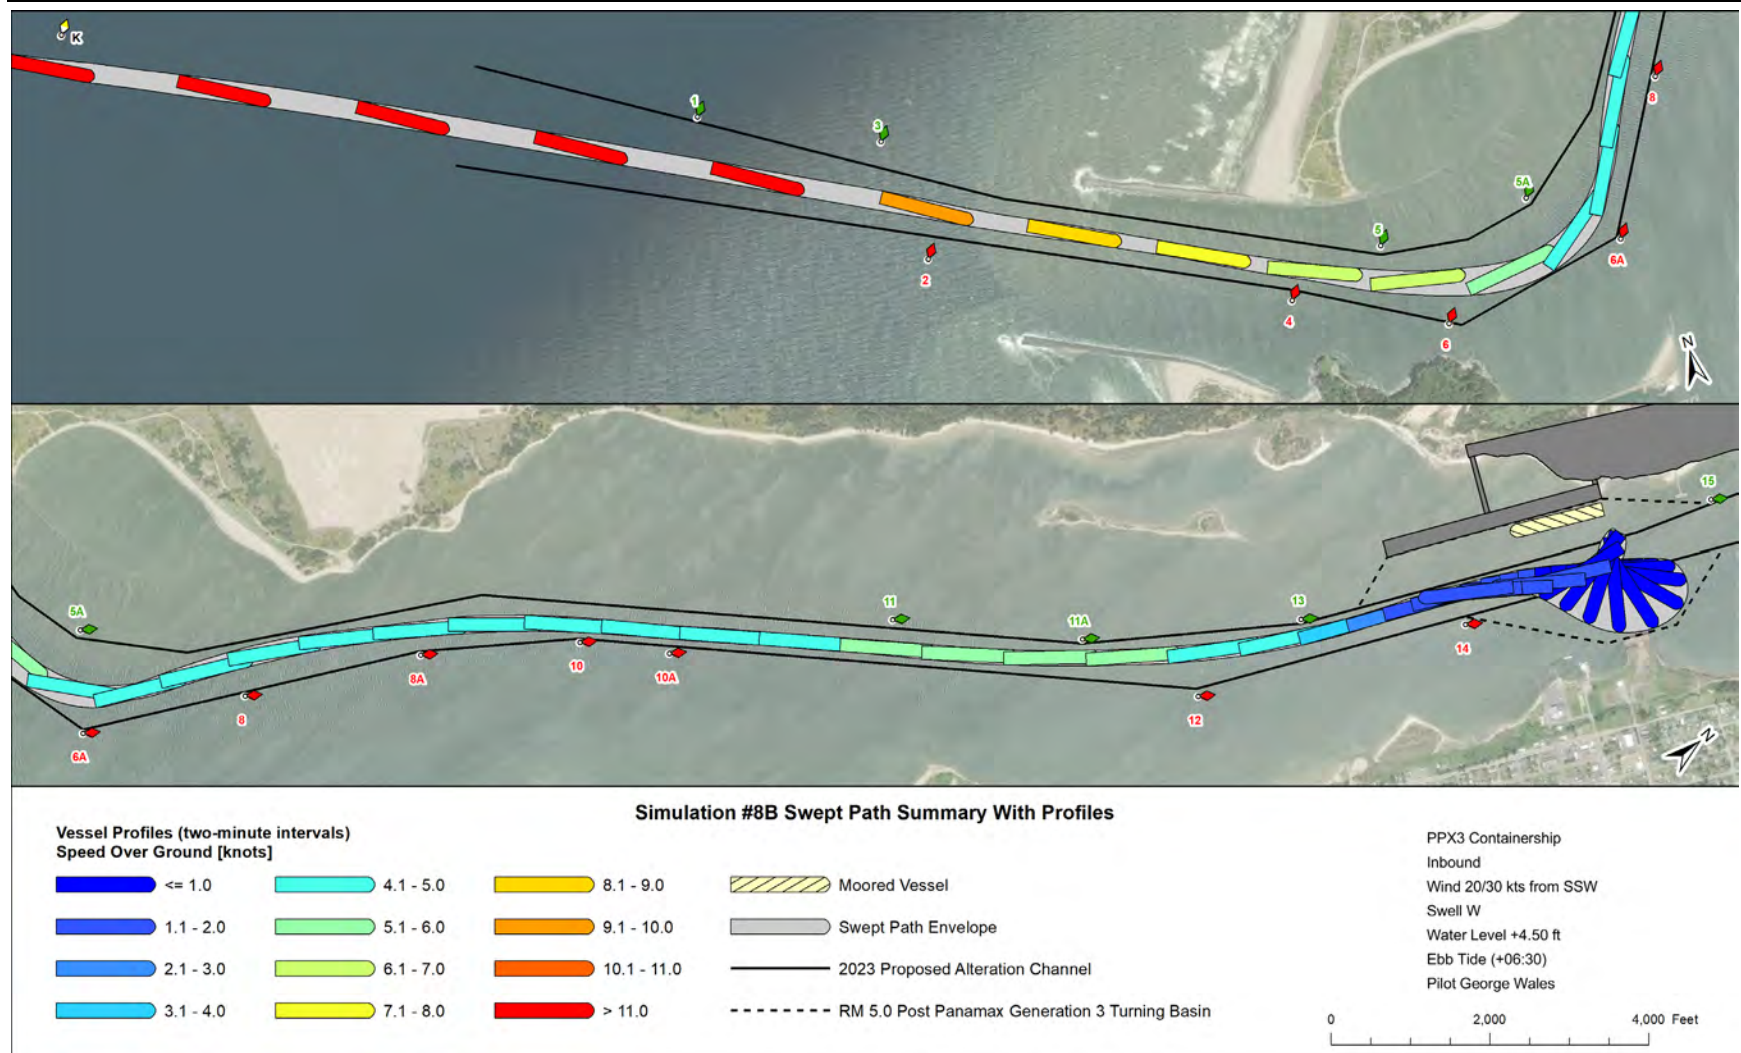 K
1
3
5A
8
5
6A
2
4
6
N
15
5A
11
11A
13
14
10
10A
8A
8
12
6A
N
Simulation #8B Swept Path Summary With Profiles
Vessel Profiles (two-minute intervals)
Speed Over Ground [knots]
<= 1.0
4.1 - 5.0
8.1 - 9.0
Moored Vessel
1.1 - 2.0
5.1 - 6.0
9.1 - 10.0
Swept Path Envelope
2.1 - 3.0
6.1 - 7.0
10.1 - 11.0
2023 Proposed Alteration Channel
3.1 - 4.0
7.1 - 8.0
> 11.0
RM 5.0 Post Panamax Generation 3 Turning Basin
PPX3 Containership
Inbound
Wind 20/30 kts from SSW
Swell W
Water Level +4.50 ft
Ebb Tide (+06:30)
Pilot George Wales
0 2,000 4,000 Feet